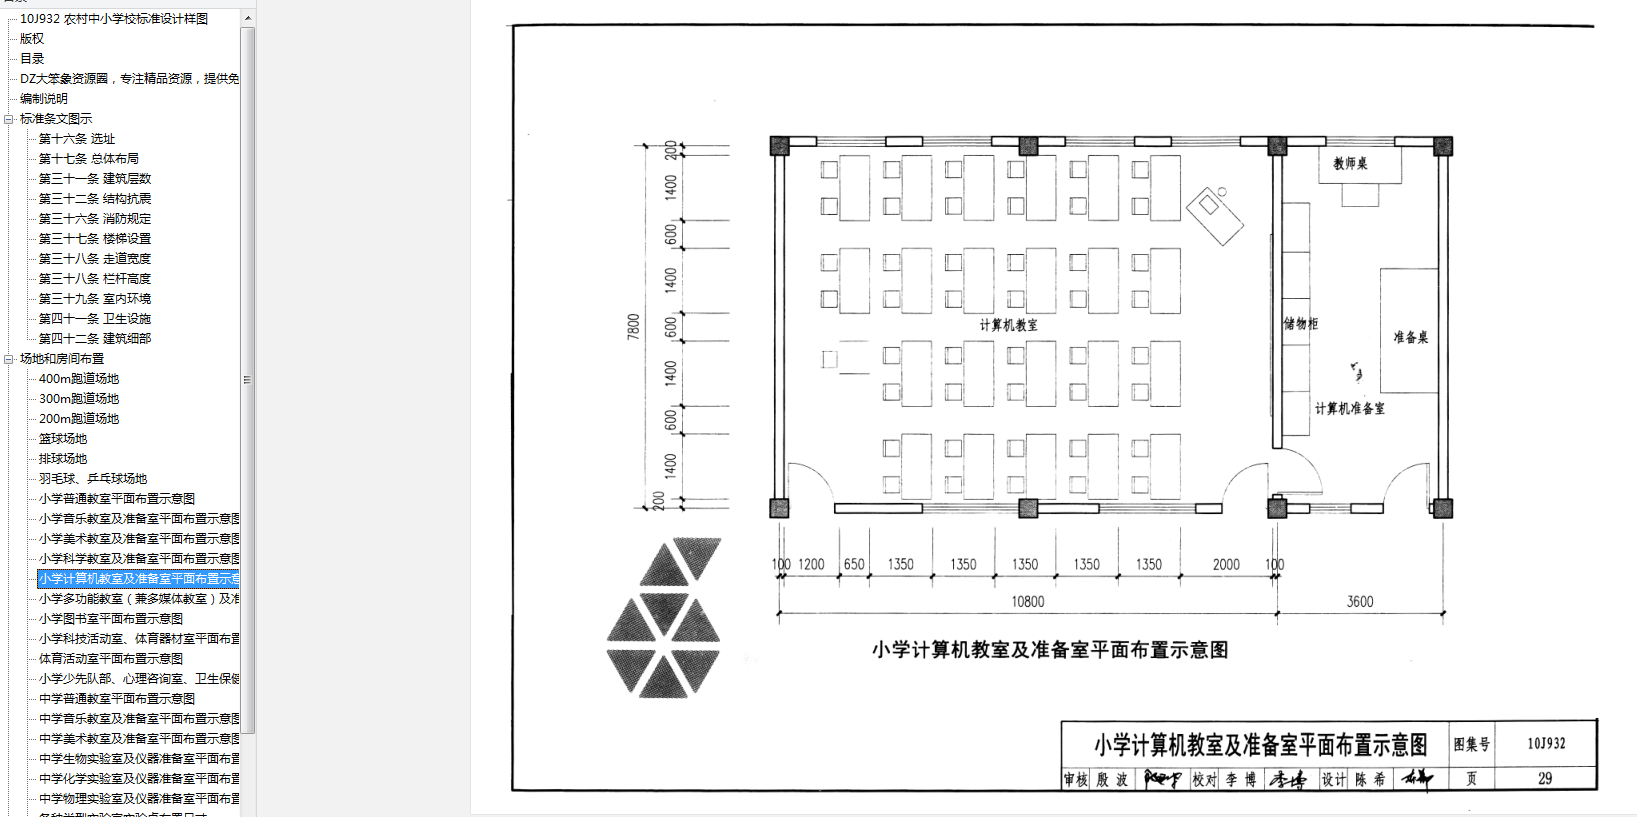 10J932 农村中小学校标准设计样图
版权
目录
DZ大笨象资源圈，专注精品资源，提供免
编制说明
标准条文图示
第十六条 选址
第十七条 总体布局
第三十一条 建筑层数
第三十二条 结构抗震
第三十六条 消防规定
第三十七条 楼梯设置
第三十八条 走道宽度
第三十八条 栏杆高度
第三十九条 室内环境
第四十一条 卫生设施
第四十二条 建筑细部
场地和房间布置
400m跑道场地
300m跑道场地
200m跑道场地
篮球场地
排球场地
羽毛球、乒乓球场地
小学普通教室平面布置示意图
小学音乐教室及准备室平面布置示意图
小学美术教室及准备室平面布置示意图
小学科学教室及准备室平面布置示意图
小学计算机教室及准备室平面布置示意
小学多功能教室（兼多媒体教室）及准
小学图书室平面布置示意图
小学科技活动室、体育器材室平面布置
体育活动室平面布置示意图
小学少先队部、心理咨询室、卫生保健
中学普通教室平面布置示意图
中学音乐教室及准备室平面布置示意图
中学美术教室及准备室平面布置示意图
中学生物实验室及仪器准备室平面布置
中学化学实验室及仪器准备室平面布置
中学物理实验室及仪器准备室平面布置
200
1400
600
1400
600
1400
600
1400
200
7800
教师桌
计算机教室
储物柜
准备桌
计算机准备室
100 1200 650 1350 1350 1350 1350 1350 2000 100
10800 3600
小学计算机教室及准备室平面布置示意图
小学计算机教室及准备室平面布置示意图 图集号 10J932
审核 殷波 校对 李博 李博 设计 陈希 页 29